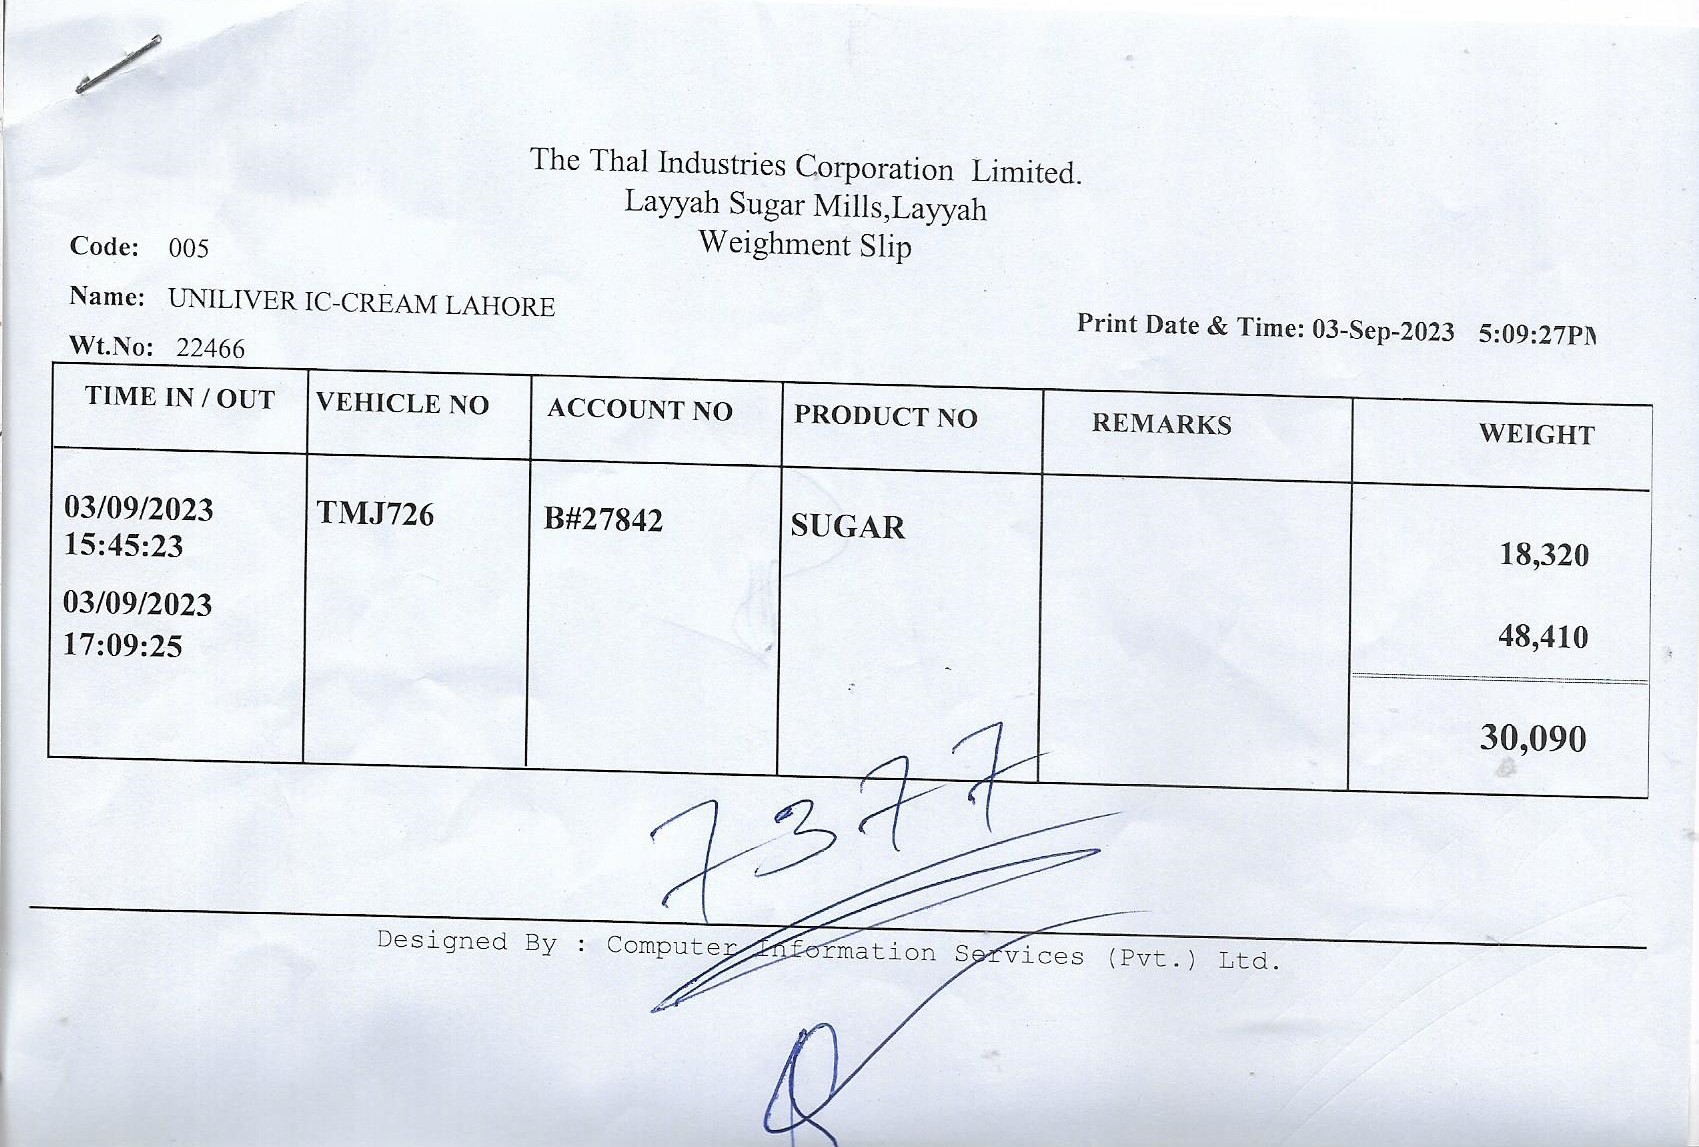 The Thal Industries Corporation Limited.
Layyah Sugar Mills,Layyah
Weighment Slip
Code: 005
Name: UNILIVER IC-CREAM LAHORE
Print Date & Time: 03-Sep-2023 5:09:27PM
Wt.No: 22466
TIME IN / OUT VEHICLE NO ACCOUNT NO PRODUCT NO REMARKS WEIGHT
03/09/2023 TMJ726 B#27842 SUGAR
15:45:23 18,320
03/09/2023
17:09:25 48,410
30,090
7377
Designed By : Computer Information Services (Pvt.) Ltd.